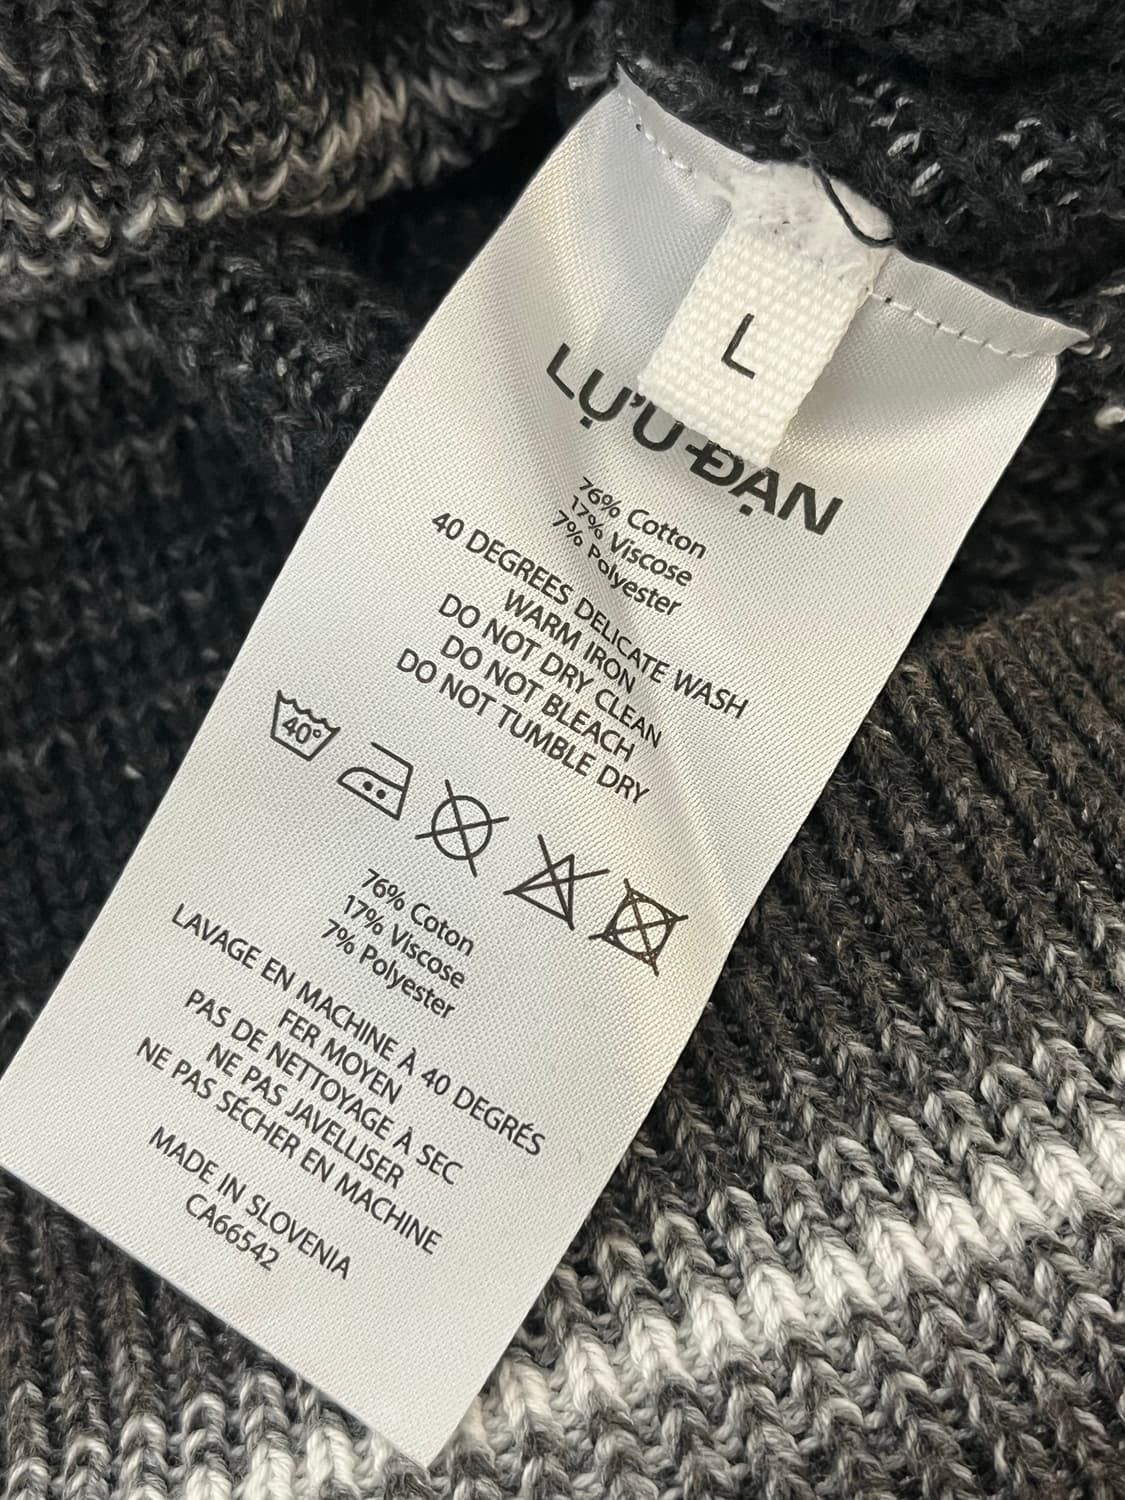 L
LỰU ĐẠN
76% Cotton
17% Viscose
7% Polyester
40 DEGREES DELICATE WASH
WARM IRON
DO NOT DRY CLEAN
DO NOT BLEACH
DO NOT TUMBLE DRY
40°
76% Coton
17% Viscose
7% Polyester
LAVAGE EN MACHINE À 40 DEGRÉS
FER MOYEN
PAS DE NETTOYAGE À SEC
NE PAS JAVELLISER
NE PAS SÉCHER EN MACHINE
MADE IN SLOVENIA
CA66542